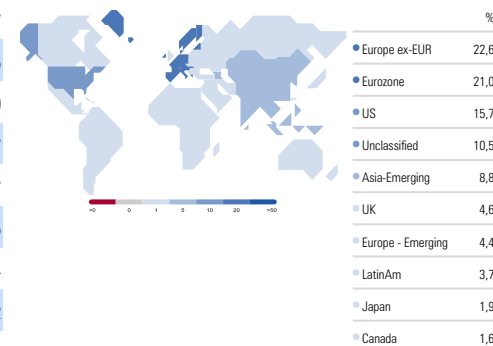 %
Europe ex-EUR 22,6
Eurozone 21,0
US 15,7
Unclassified 10,5
Asia-Emerging 8,8
UK 4,6
Europe - Emerging 4,4
LatinAm 3,7
Japan 1,9
Canada 1,6
<0 0 1 5 10 20 >50